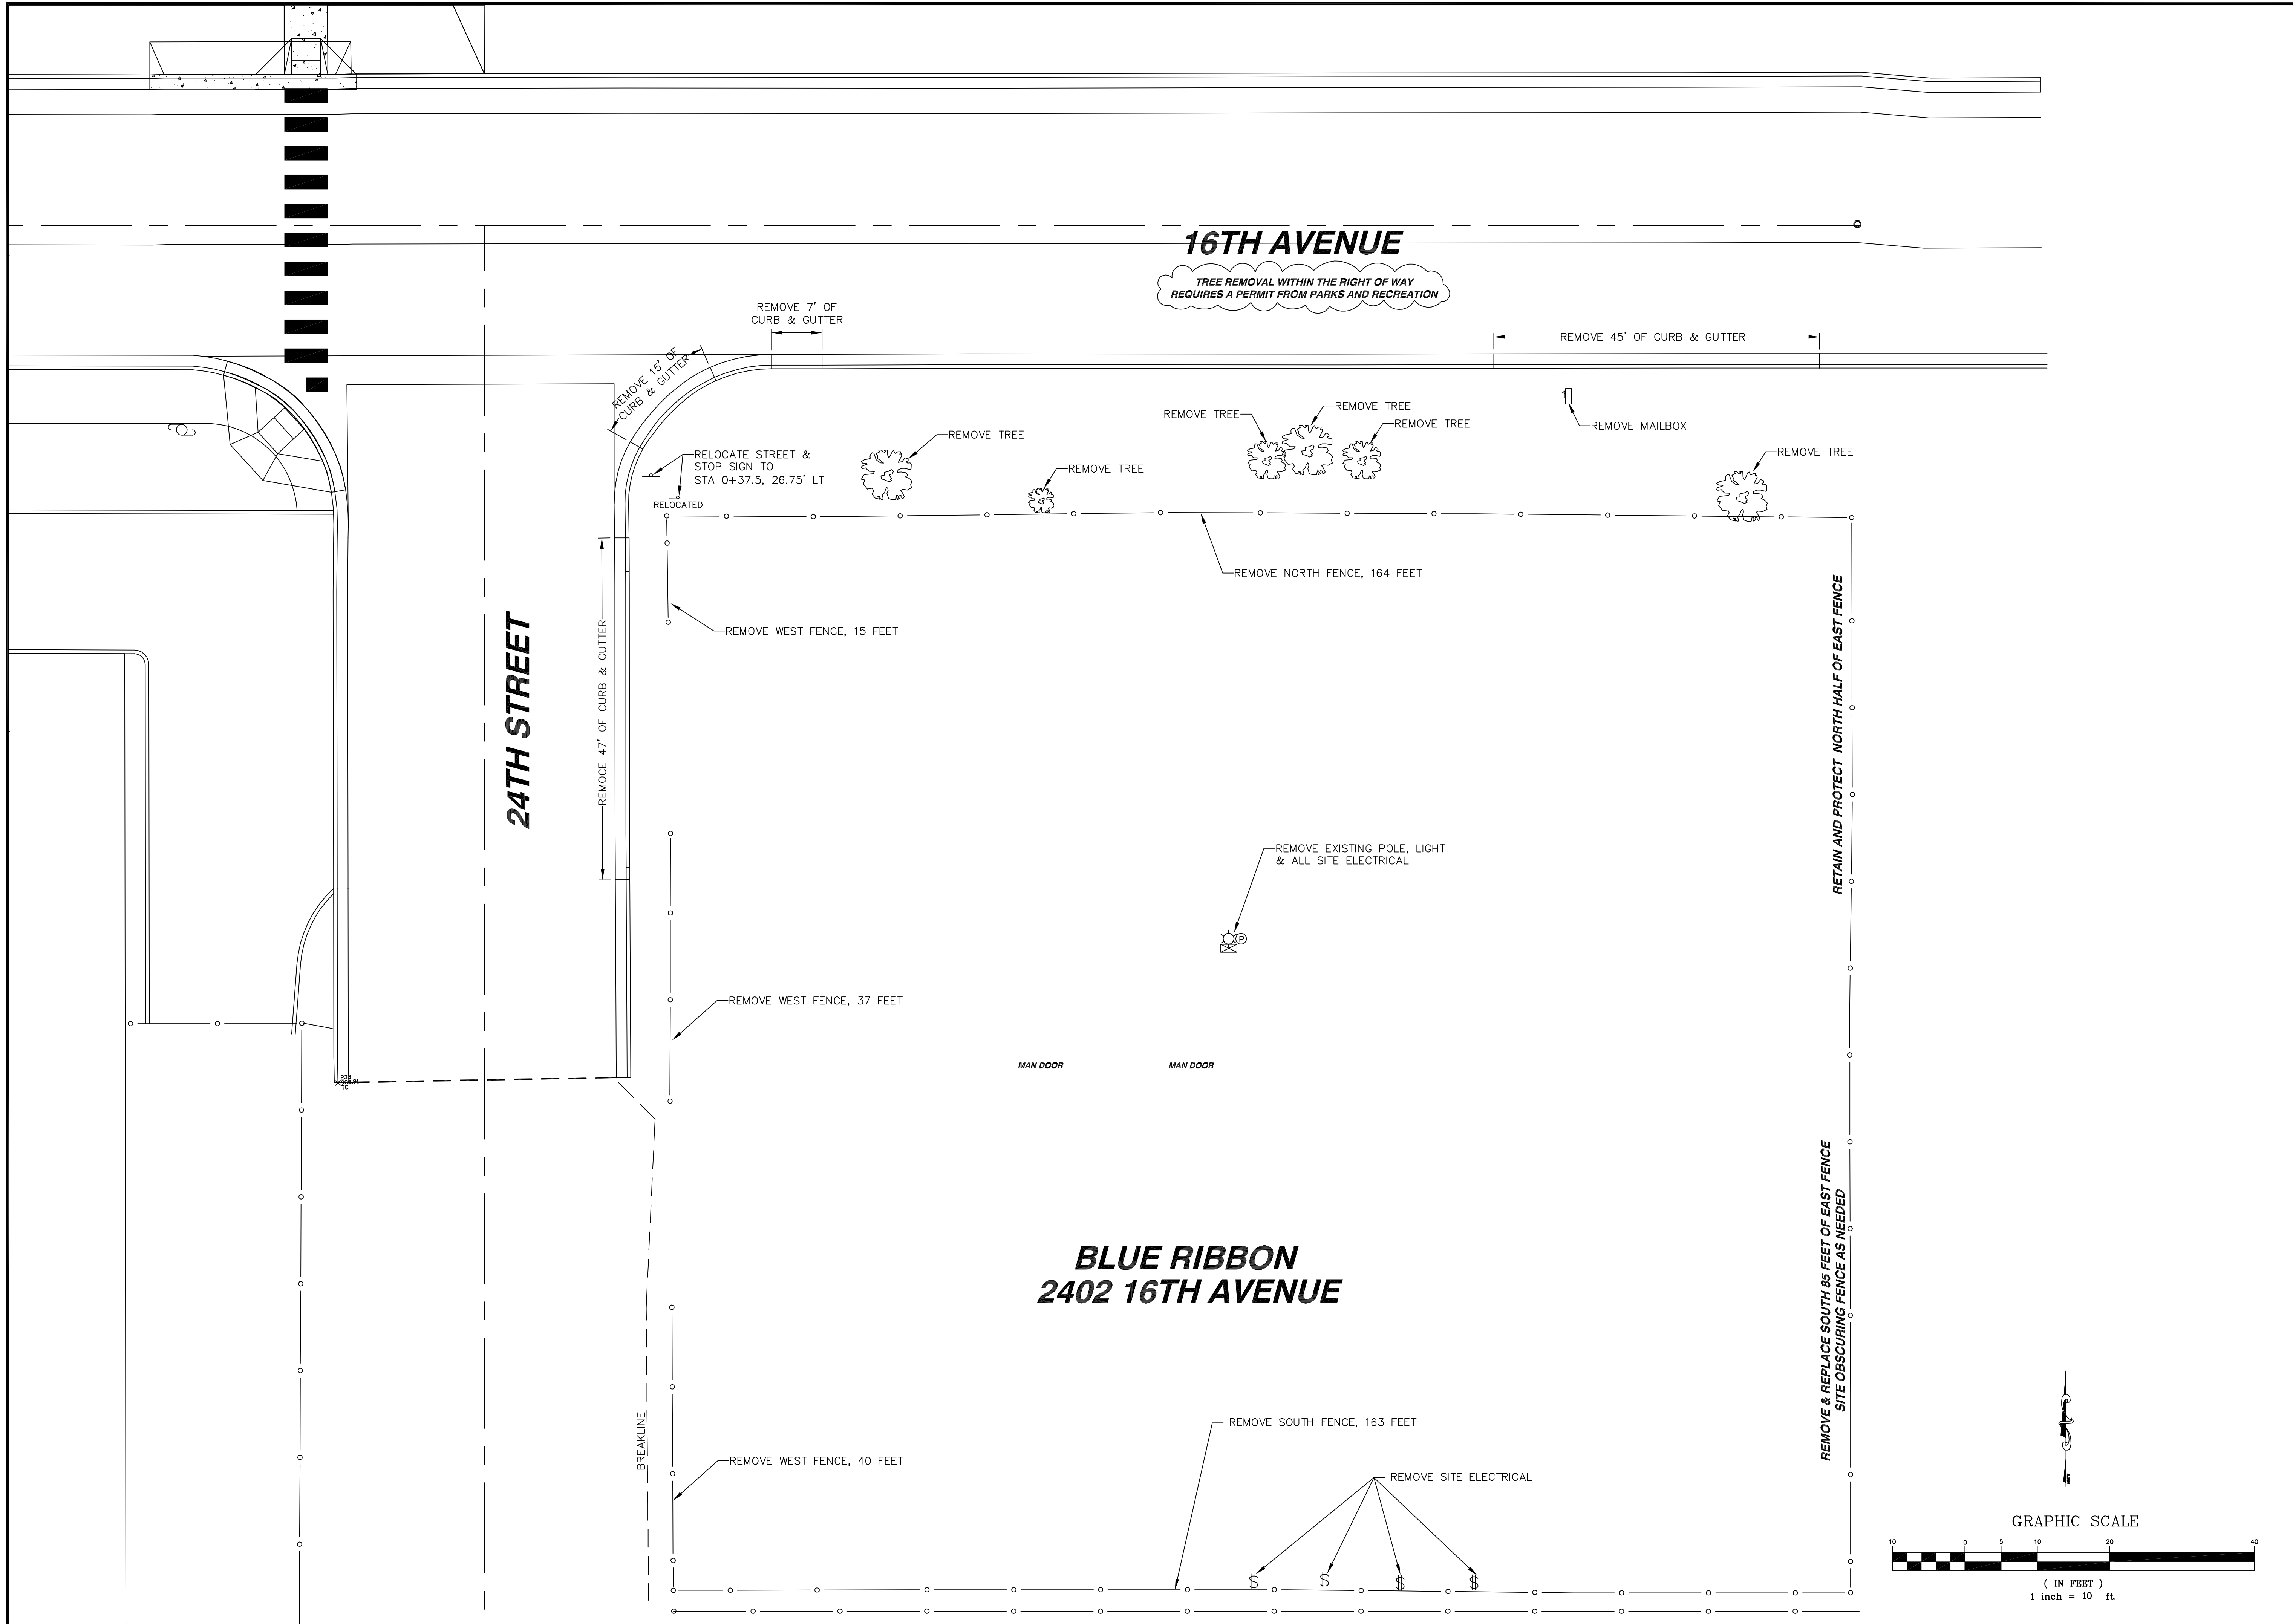 16TH AVENUE
TREE REMOVAL WITHIN THE RIGHT OF WAY
REQUIRES A PERMIT FROM PARKS AND RECREATION
REMOVE 7' OF
CURB & GUTTER
REMOVE 45' OF CURB & GUTTER
REMOVE 15' OF
CURB & GUTTER
REMOVE TREE
REMOVE TREE
REMOVE TREE
REMOVE TREE
REMOVE TREE
REMOVE MAILBOX
REMOVE TREE
RELOCATE STREET &
STOP SIGN TO
STA 0+37.5, 26.75' LT
RELOCATED
REMOVE NORTH FENCE, 164 FEET
REMOVE WEST FENCE, 15 FEET
24TH STREET
REMOCE 47' OF CURB & GUTTER
RETAIN AND PROTECT NORTH HALF OF EAST FENCE
REMOVE EXISTING POLE, LIGHT
& ALL SITE ELECTRICAL
P
REMOVE WEST FENCE, 37 FEET
MAN DOOR
MAN DOOR
TC
BLUE RIBBON
2402 16TH AVENUE
REMOVE & REPLACE SOUTH 85 FEET OF EAST FENCE
SITE OBSCURING FENCE AS NEEDED
BREAKLINE
REMOVE SOUTH FENCE, 163 FEET
REMOVE WEST FENCE, 40 FEET
REMOVE SITE ELECTRICAL
$ $ $ $
GRAPHIC SCALE
10 0 5 10 20 40
( IN FEET )
1 inch = 10 ft.